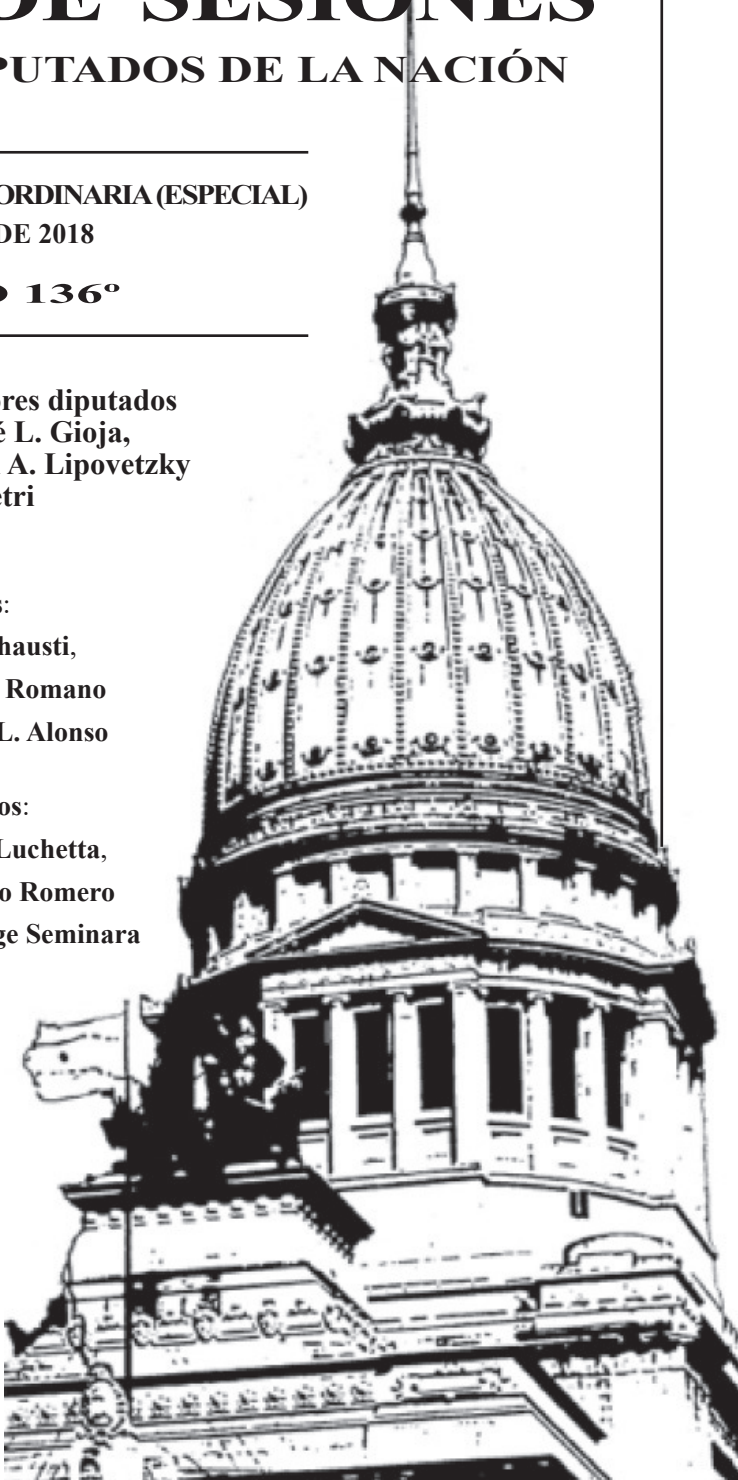 DE SESIONES
PUTADOS DE LA NACIÓN
ORDINARIA (ESPECIAL)
DE 2018
136º
res diputados
é L. Gioja,
A. Lipovetzky
etri
s:
hausti,
Romano
L. Alonso
os:
Luchetta,
o Romero
ge Seminara